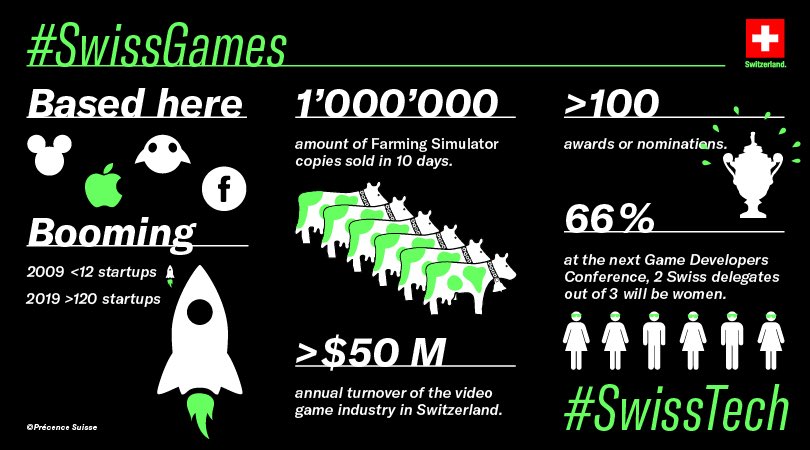 #SwissGames
Switzerland.
Based here
f
Booming
2009 <12 startups
2019 >120 startups
©Précence Suisse
1’000’000
amount of Farming Simulator
copies sold in 10 days.
>$50 M
annual turnover of the video
game industry in Switzerland.
>100
awards or nominations.
66%
at the next Game Developers
Conference, 2 Swiss delegates
out of 3 will be women.
#SwissTech